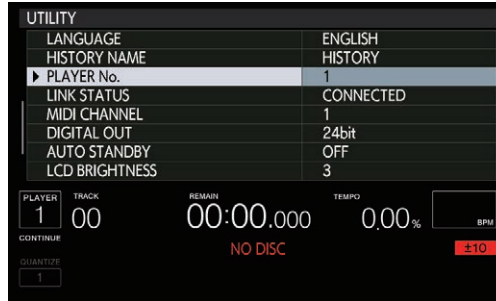 UTILITY
LANGUAGE ENGLISH
HISTORY NAME HISTORY
PLAYER No. 1
LINK STATUS CONNECTED
MIDI CHANNEL 1
DIGITAL OUT 24bit
AUTO STANDBY OFF
LCD BRIGHTNESS 3
PLAYER TRACK REMAIN TEMPO
1 00 00:00.000 0.00% BPM
CONTINUE NO DISC ±10
QUANTIZE
1